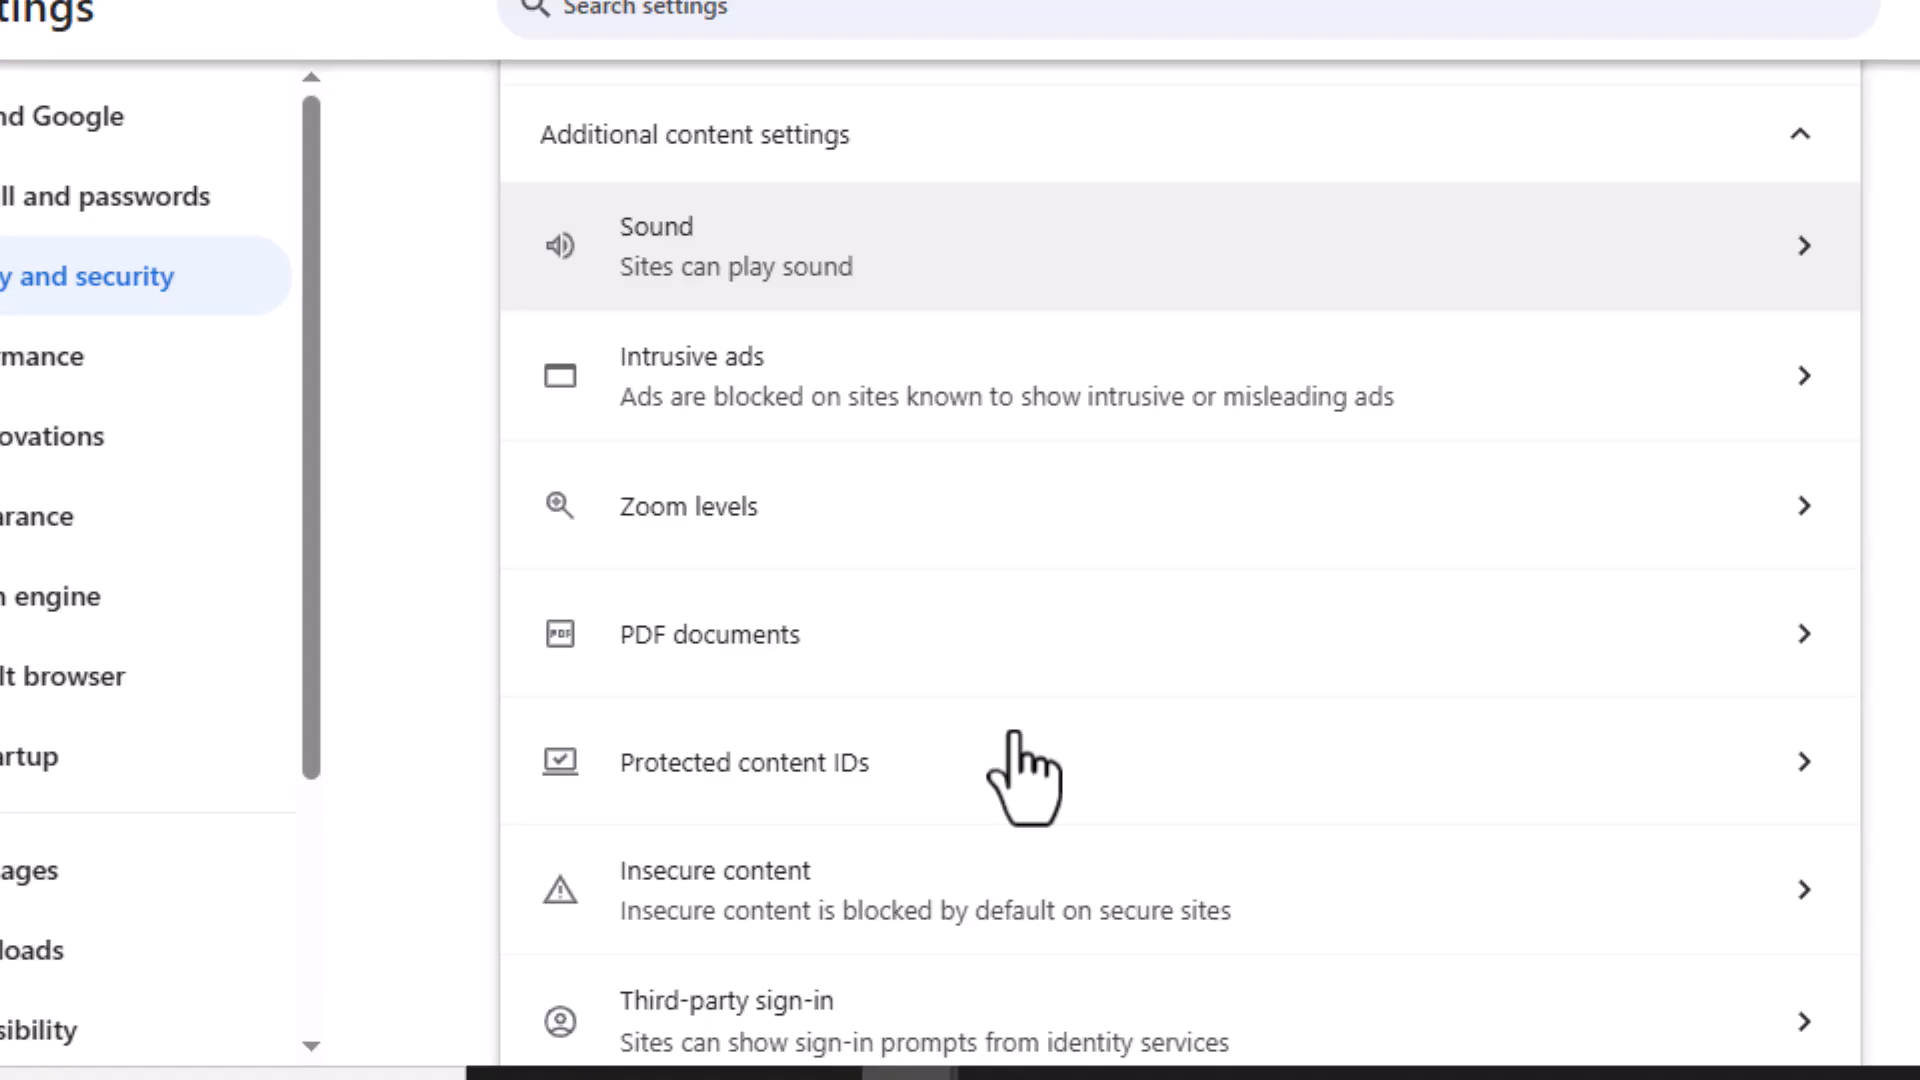 tings
Search settings
nd Google
ll and passwords
y and security
rmance
ovations
arance
h engine
lt browser
artup
ages
loads
sibility
Additional content settings
Sound
Sites can play sound
Intrusive ads
Ads are blocked on sites known to show intrusive or misleading ads
Zoom levels
PDF
PDF documents
Protected content IDs
Insecure content
Insecure content is blocked by default on secure sites
Third-party sign-in
Sites can show sign-in prompts from identity services